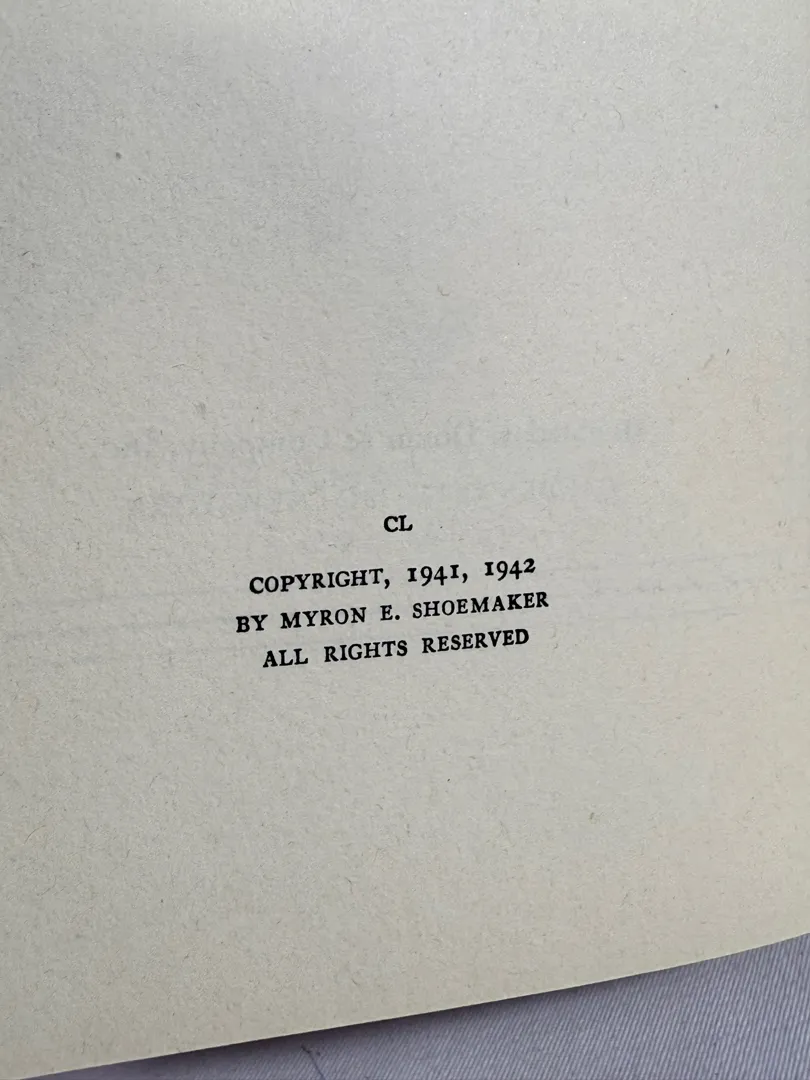 CL
COPYRIGHT, 1941, 1942
BY MYRON E. SHOEMAKER
ALL RIGHTS RESERVED